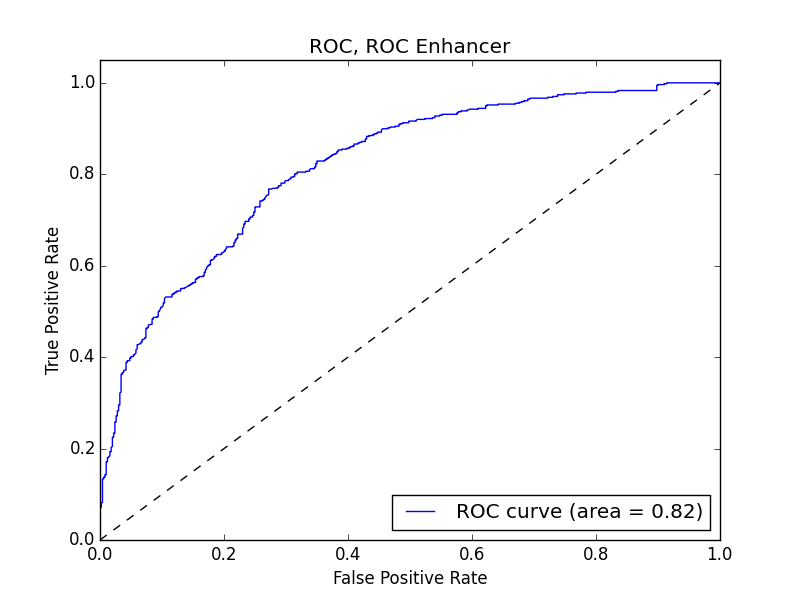 ROC, ROC Enhancer
True Positive Rate
1.0
0.8
0.6
0.4
0.2
0.0
ROC curve (area = 0.82)
0.0 0.2 0.4 0.6 0.8 1.0
False Positive Rate